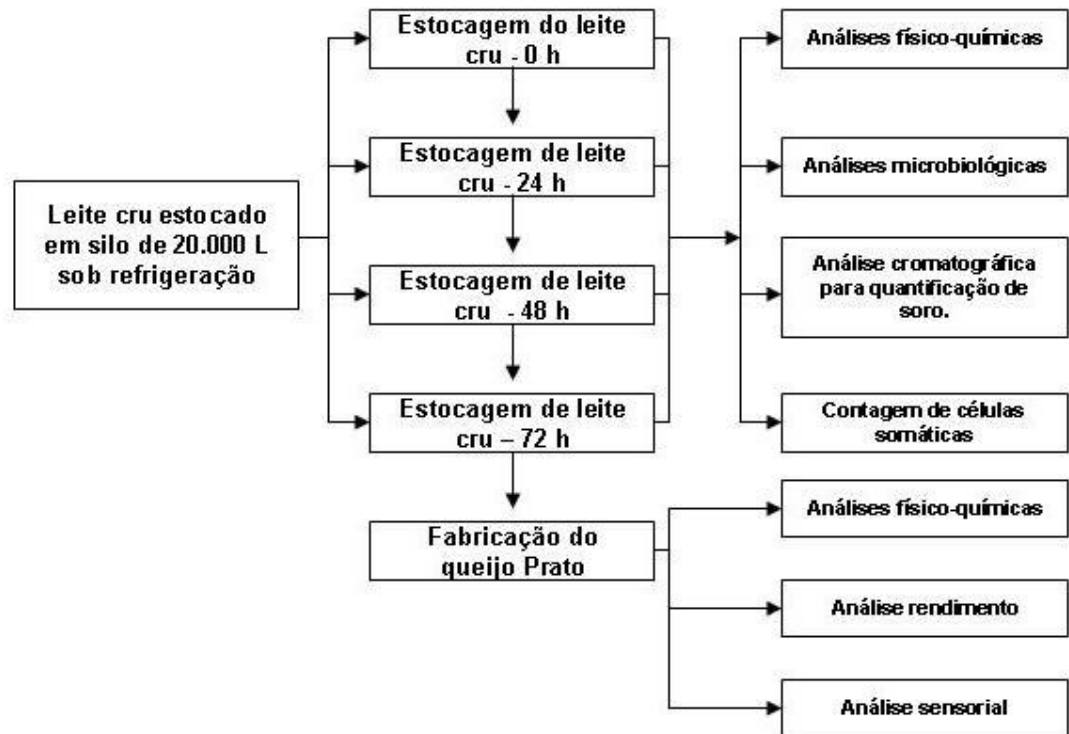 Leite cru estocado
em silo de 20.000 L
sob refrigeração
Estocagem do leite
cru - 0 h
Estocagem de leite
cru - 24 h
Estocagem de leite
cru - 48 h
Estocagem de leite
cru – 72 h
Fabricação do
queijo Prato
Análises físico-químicas
Análises microbiológicas
Análise cromatográfica
para quantificação de
soro.
Contagem de células
somáticas
Análises físico-químicas
Análise rendimento
Análise sensorial